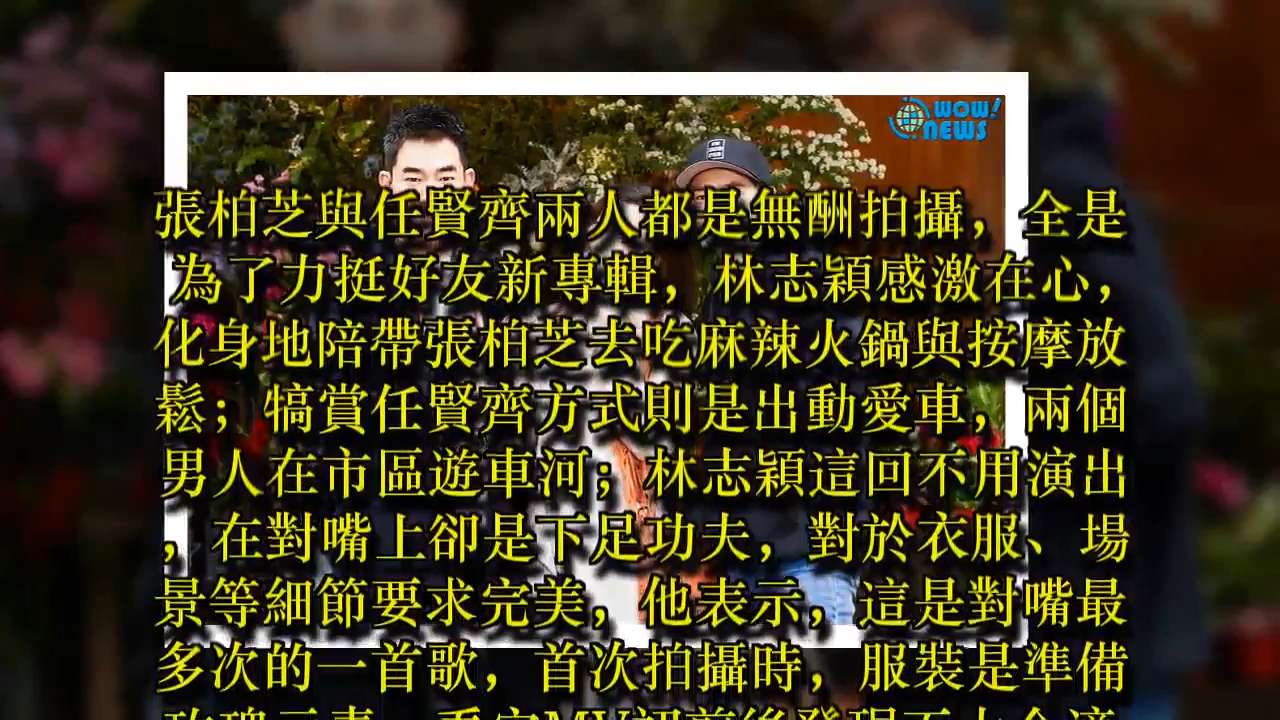 WOW!
NEWS
張柏芝與任賢齊兩人都是無酬拍攝，全是
為了力挺好友新專輯，林志穎感激在心，
化身地陪帶張柏芝去吃麻辣火鍋與按摩放
鬆；犒賞任賢齊方式則是出動愛車，兩個
男人在市區遊車河；林志穎這回不用演出
，在對嘴上卻是下足功夫，對於衣服、場
景等細節要求完美，他表示，這是對嘴最
多次的一首歌，首次拍攝時，服裝是準備